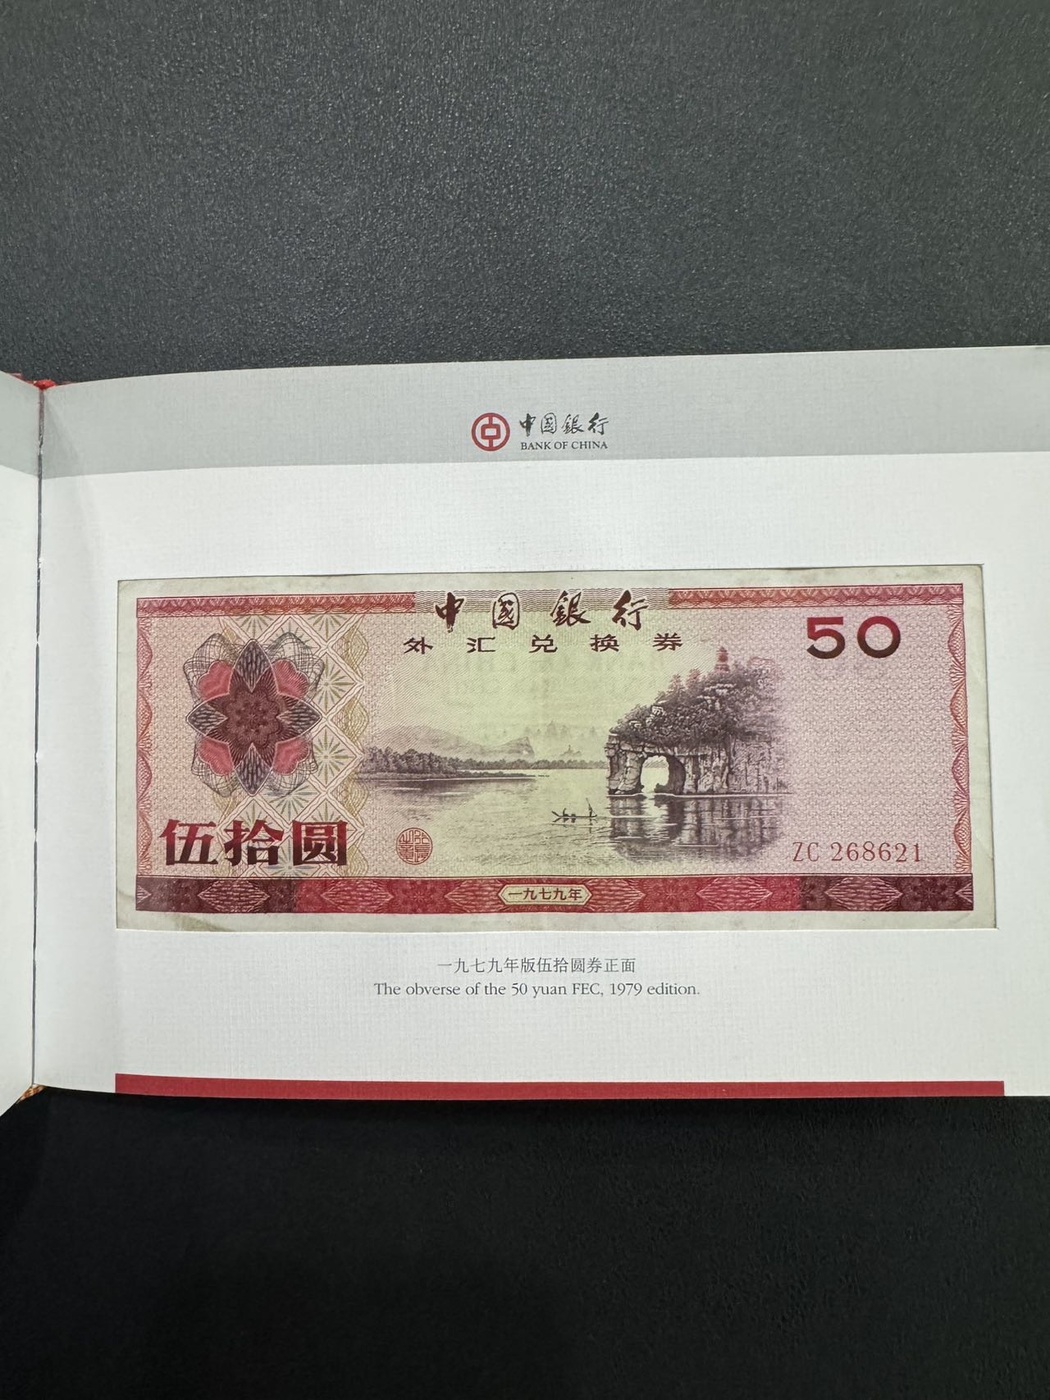 中国銀行
BANK OF CHINA
中国銀行
外汇兑换券
50
伍拾圆
ZC 268621
一九七九年
一九七九年版伍拾圆券正面
The obverse of the 50 yuan FEC, 1979 edition.